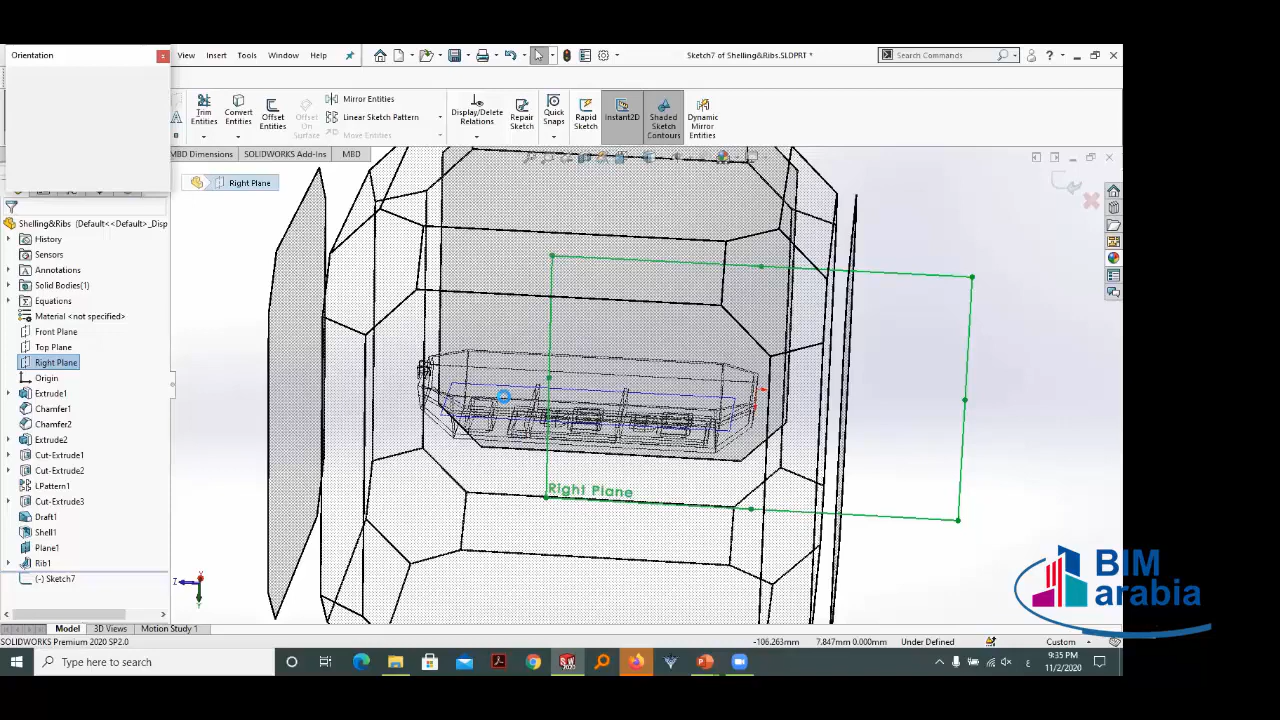 Orientation
View Insert Tools Window Help
Sketch7 of Shelling&Ribs.SLDPRT *
Search Commands
Trim Entities
Convert Entities
Offset Entities
Offset On Surface
Mirror Entities
Linear Sketch Pattern
Move Entities
Display/Delete Relations
Repair Sketch
Quick Snaps
Rapid Sketch
Instant2D
Shaded Sketch Contours
Dynamic Mirror Entities
MBD Dimensions
SOLIDWORKS Add-Ins
MBD
Right Plane
Shelling&Ribs (Default<<Default>_Disp
History
Sensors
Annotations
Solid Bodies(1)
Equations
Material <not specified>
Front Plane
Top Plane
Right Plane
Origin
Extrude1
Chamfer1
Chamfer2
Extrude2
Cut-Extrude1
Cut-Extrude2
LPattern1
Cut-Extrude3
Draft1
Shell1
Plane1
Rib1
(-) Sketch7
Right Plane
Z
Y
BIM
arabia
Model
3D Views
Motion Study 1
SOLIDWORKS Premium 2020 SP2.0
-106.263mm
7.847mm 0.000mm
Under Defined
Custom
Type here to search
SW
2020
ع
9:35 PM
11/2/2020